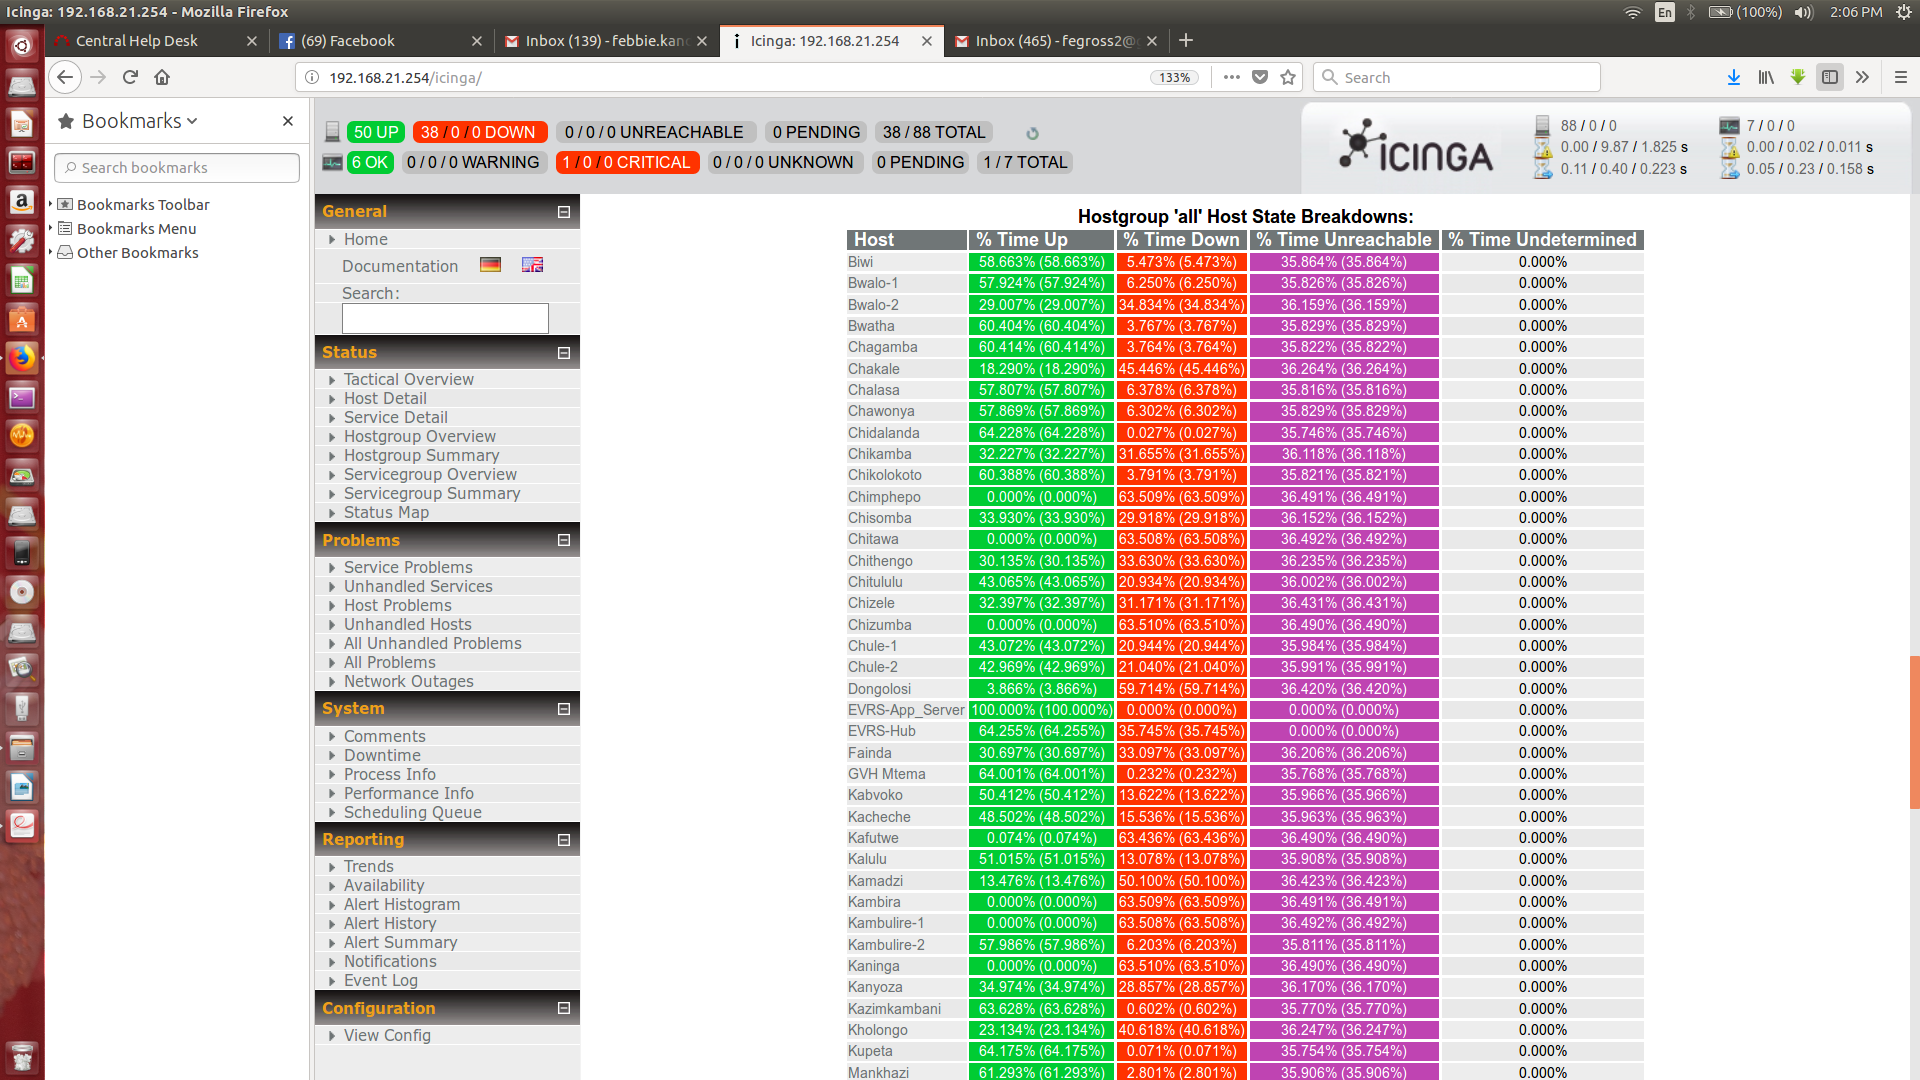 Icinga: 192.168.21.254 - Mozilla Firefox
En (100%) 2:06 PM
Central Help Desk
(69) Facebook
Inbox (139) - febbie.kan
Icinga: 192.168.21.254
Inbox (465) - fegross2@
192.168.21.254/icinga/
133%
Search
Bookmarks
Search bookmarks
Bookmarks Toolbar
Bookmarks Menu
Other Bookmarks
50 UP 38 / 0 / 0 DOWN 0 / 0 / 0 UNREACHABLE 0 PENDING 38 / 88 TOTAL
6 OK 0 / 0 / 0 WARNING 1 / 0 / 0 CRITICAL 0 / 0 / 0 UNKNOWN 0 PENDING 1 / 7 TOTAL
ICINGA
88 / 0 / 0
0.00 / 9.87 / 1.825 s
0.11 / 0.40 / 0.223 s
7 / 0 / 0
0.00 / 0.02 / 0.011 s
0.05 / 0.23 / 0.158 s
General
Home
Documentation
Search:
Status
Tactical Overview
Host Detail
Service Detail
Hostgroup Overview
Hostgroup Summary
Servicegroup Overview
Servicegroup Summary
Status Map
Problems
Service Problems
Unhandled Services
Host Problems
Unhandled Hosts
All Unhandled Problems
All Problems
Network Outages
System
Comments
Downtime
Process Info
Performance Info
Scheduling Queue
Reporting
Trends
Availability
Alert Histogram
Alert History
Alert Summary
Notifications
Event Log
Configuration
View Config
Hostgroup 'all' Host State Breakdowns:
Host % Time Up % Time Down % Time Unreachable % Time Undetermined
Biwi 58.663% (58.663%) 5.473% (5.473%) 35.864% (35.864%) 0.000%
Bwalo-1 57.924% (57.924%) 6.250% (6.250%) 35.826% (35.826%) 0.000%
Bwalo-2 29.007% (29.007%) 34.834% (34.834%) 36.159% (36.159%) 0.000%
Bwatha 60.404% (60.404%) 3.767% (3.767%) 35.829% (35.829%) 0.000%
Chagamba 60.414% (60.414%) 3.764% (3.764%) 35.822% (35.822%) 0.000%
Chakale 18.290% (18.290%) 45.446% (45.446%) 36.264% (36.264%) 0.000%
Chalasa 57.807% (57.807%) 6.378% (6.378%) 35.816% (35.816%) 0.000%
Chawonya 57.869% (57.869%) 6.302% (6.302%) 35.829% (35.829%) 0.000%
Chidalanda 64.228% (64.228%) 0.027% (0.027%) 35.746% (35.746%) 0.000%
Chikamba 32.227% (32.227%) 31.655% (31.655%) 36.118% (36.118%) 0.000%
Chikolokoto 60.388% (60.388%) 3.791% (3.791%) 35.821% (35.821%) 0.000%
Chimphepo 0.000% (0.000%) 63.509% (63.509%) 36.491% (36.491%) 0.000%
Chisomba 33.930% (33.930%) 29.918% (29.918%) 36.152% (36.152%) 0.000%
Chitawa 0.000% (0.000%) 63.508% (63.508%) 36.492% (36.492%) 0.000%
Chithengo 30.135% (30.135%) 33.630% (33.630%) 36.235% (36.235%) 0.000%
Chitululu 43.065% (43.065%) 20.934% (20.934%) 36.002% (36.002%) 0.000%
Chizele 32.397% (32.397%) 31.171% (31.171%) 36.431% (36.431%) 0.000%
Chizumba 0.000% (0.000%) 63.510% (63.510%) 36.490% (36.490%) 0.000%
Chule-1 43.072% (43.072%) 20.944% (20.944%) 35.984% (35.984%) 0.000%
Chule-2 42.969% (42.969%) 21.040% (21.040%) 35.991% (35.991%) 0.000%
Dongolosi 3.866% (3.866%) 59.714% (59.714%) 36.420% (36.420%) 0.000%
EVRS-App_Server 100.000% (100.000%) 0.000% (0.000%) 0.000% (0.000%) 0.000%
EVRS-Hub 64.255% (64.255%) 35.745% (35.745%) 0.000% (0.000%) 0.000%
Fainda 30.697% (30.697%) 33.097% (33.097%) 36.206% (36.206%) 0.000%
GVH Mtema 64.001% (64.001%) 0.232% (0.232%) 35.768% (35.768%) 0.000%
Kabvoko 50.412% (50.412%) 13.622% (13.622%) 35.966% (35.966%) 0.000%
Kacheche 48.502% (48.502%) 15.536% (15.536%) 35.963% (35.963%) 0.000%
Kafutwe 0.074% (0.074%) 63.436% (63.436%) 36.490% (36.490%) 0.000%
Kalulu 51.015% (51.015%) 13.078% (13.078%) 35.908% (35.908%) 0.000%
Kamadzi 13.476% (13.476%) 50.100% (50.100%) 36.423% (36.423%) 0.000%
Kambira 0.000% (0.000%) 63.509% (63.509%) 36.491% (36.491%) 0.000%
Kambulire-1 0.000% (0.000%) 63.508% (63.508%) 36.492% (36.492%) 0.000%
Kambulire-2 57.986% (57.986%) 6.203% (6.203%) 35.811% (35.811%) 0.000%
Kaninga 0.000% (0.000%) 63.510% (63.510%) 36.490% (36.490%) 0.000%
Kanyoza 34.974% (34.974%) 28.857% (28.857%) 36.170% (36.170%) 0.000%
Kazimkambani 63.628% (63.628%) 0.602% (0.602%) 35.770% (35.770%) 0.000%
Kholongo 23.134% (23.134%) 40.618% (40.618%) 36.247% (36.247%) 0.000%
Kupeta 64.175% (64.175%) 0.071% (0.071%) 35.754% (35.754%) 0.000%
Mankhazi 61.293% (61.293%) 2.801% (2.801%) 35.906% (35.906%) 0.000%